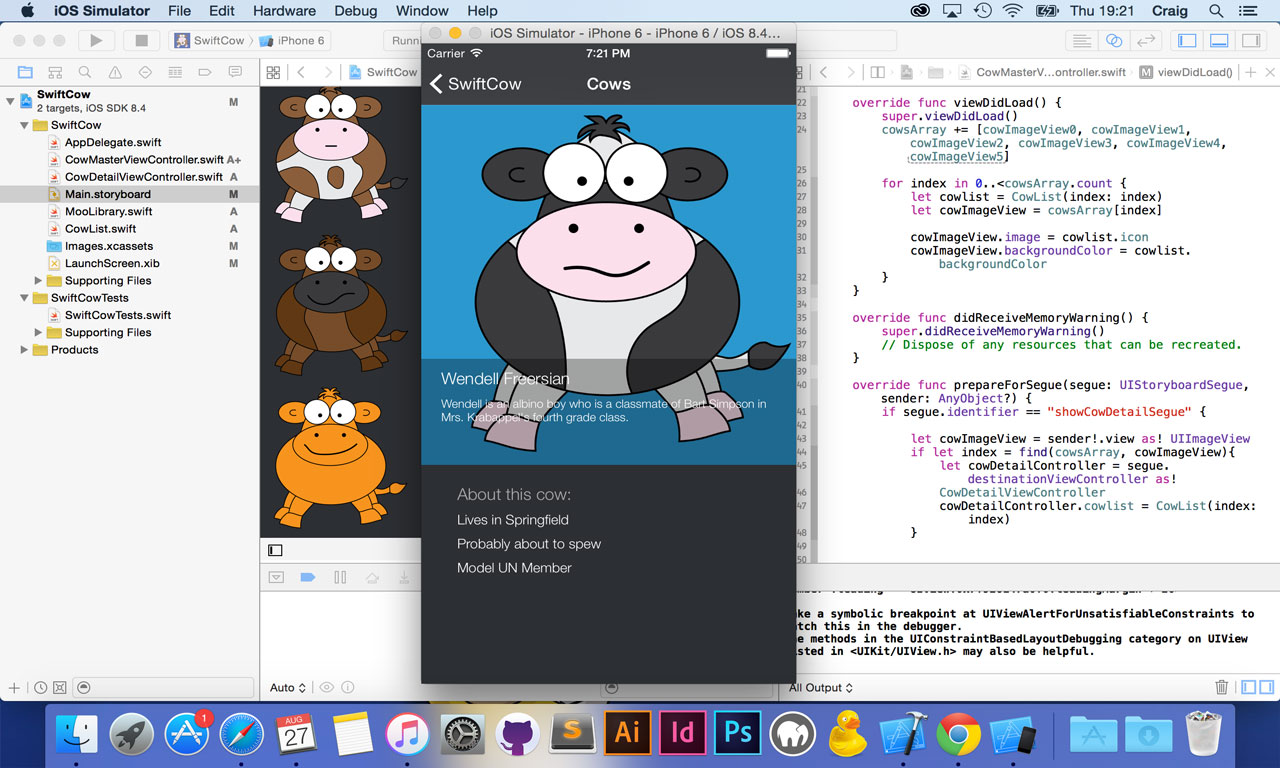 iOS Simulator File Edit Hardware Debug Window Help
Thu 19:21 Craig
SwiftCow iPhone 6
iOS Simulator - iPhone 6 - iPhone 6 / iOS 8.4...
SwiftCow
2 targets, iOS SDK 8.4 M
SwiftCow
AppDelegate.swift
CowMasterViewController.swift A+
CowDetailViewController.swift A
Main.storyboard M
MooLibrary.swift A
CowList.swift A
Images.xcassets M
LaunchScreen.xib M
Supporting Files
SwiftCowTests
SwiftCowTests.swift
Supporting Files
Products
SwiftCow
Carrier 7:21 PM
SwiftCow Cows
Wendell Freersian
Wendell is an albino boy who is a classmate of Bart Simpson in
Mrs. Krabappel's fourth grade class.
About this cow:
Lives in Springfield
Probably about to spew
Model UN Member
Auto
CowMasterV...ontroller.swift M viewDidLoad()
21
22 override func viewDidLoad() {
23 super.viewDidLoad()
24 cowsArray += [cowImageView0, cowImageView1,
cowImageView2, cowImageView3, cowImageView4,
cowImageView5]
25
26 for index in 0..<cowsArray.count {
27 let cowlist = CowList(index: index)
28 let cowImageView = cowsArray[index]
29
30 cowImageView.image = cowlist.icon
31 cowImageView.backgroundColor = cowlist.
backgroundColor
32 }
33 }
34
35 override func didReceiveMemoryWarning() {
36 super.didReceiveMemoryWarning()
37 // Dispose of any resources that can be recreated.
38 }
39
40 override func prepareForSegue(segue: UIStoryboardSegue,
sender: AnyObject?) {
41 if segue.identifier == "showCowDetailSegue" {
42
43 let cowImageView = sender!.view as! UIImageView
44 if let index = find(cowsArray, cowImageView){
45 let cowDetailController = segue.
destinationViewController as!
CowDetailViewController
46
47 cowDetailController.cowlist = CowList(index:
index)
48 }
49
50
a symbolic breakpoint at UIViewAlertForUnsatisfiableConstraints to
this in the debugger.
methods in the UIConstraintBasedLayoutDebugging category on UIView
in <UIKit/UIView.h> may also be helpful.
All Output
1
AUG
27
S
Ai
Id
Ps